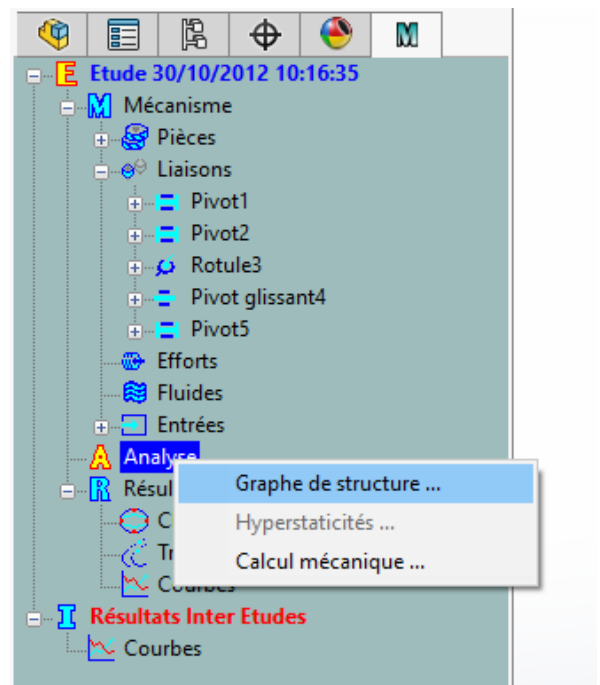 M
E Etude 30/10/2012 10:16:35
M Mécanisme
Pièces
Liaisons
Pivot1
Pivot2
Rotule3
Pivot glissant4
Pivot5
Efforts
Fluides
Entrées
A Analyse
Graphe de structure ...
R Résul
Hyperstaticités ...
C
Tr
Calcul mécanique ...
Courbes
I Résultats Inter Etudes
Courbes